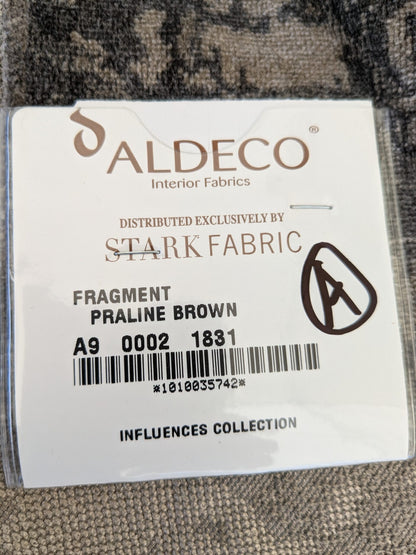 ALDECO®
Interior Fabrics
DISTRIBUTED EXCLUSIVELY BY
STARK FABRIC
A
FRAGMENT
PRALINE BROWN
A9 0002 1831
*1010035742*
INFLUENCES COLLECTION